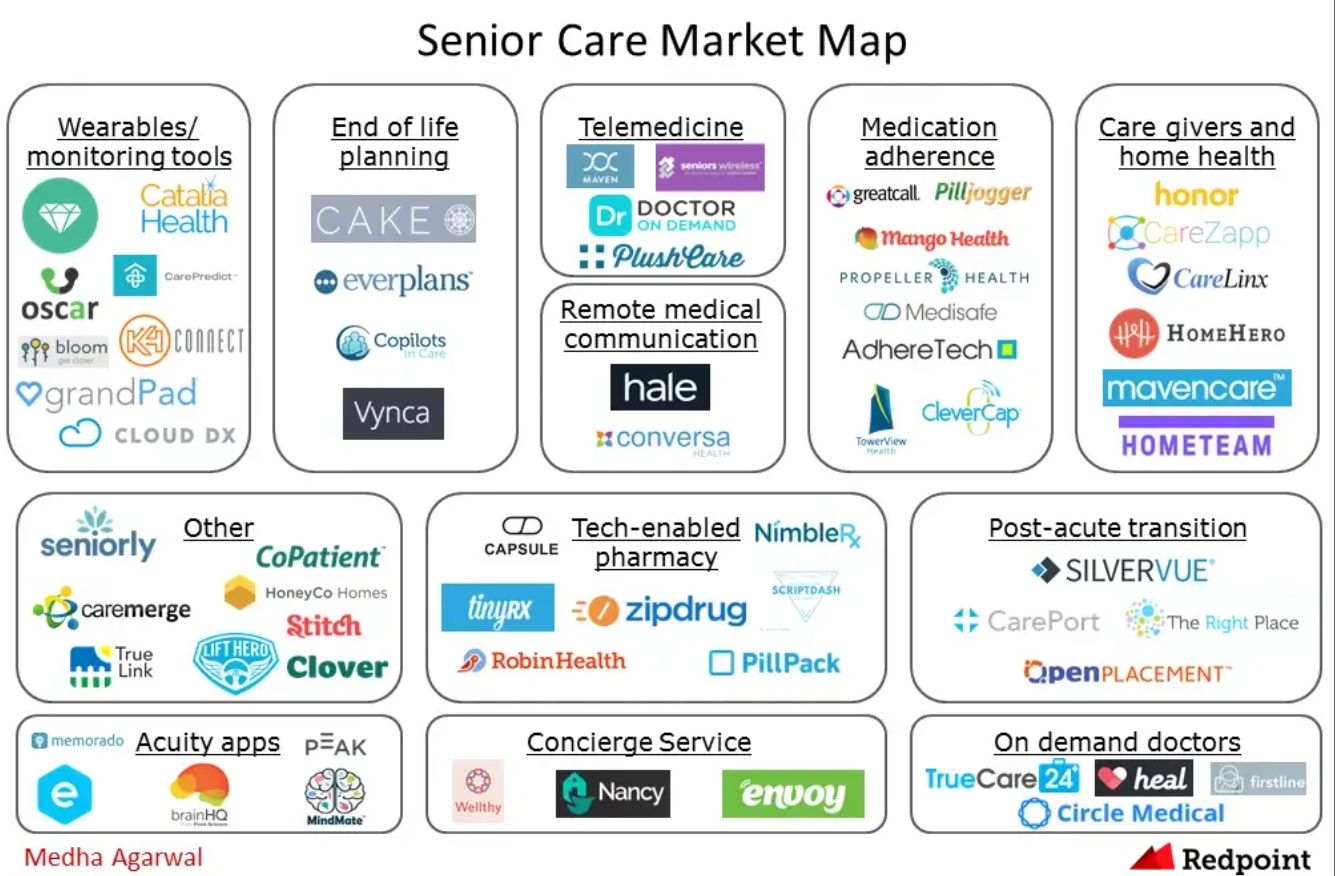 Senior Care Market Map
Wearables/
monitoring tools
Catalia
Health
oscar
CarePredict
bloom
get closer
K4 CONNECT
grandPad
CLOUD DX
End of life
planning
CAKE
everplans
Copilots
in Care
Vynca
Telemedicine
MAVEN
seniors wireless
Dr DOCTOR
ON DEMAND
PlushCare
Remote medical
communication
hale
conversa
HEALTH
Medication
adherence
greatcall.
Pilljogger
Mango Health
PROPELLER HEALTH
Medisafe
AdhereTech
TowerView
Health
CleverCap
Care givers and
home health
honor
CareZapp
CareLinx
HOMEHERO
mavencare™
HOMETEAM
Other
seniorly
CoPatient
caremerge
HoneyCo Homes
Stitch
True
Link
LIFT HERO
Clover
Tech-enabled
pharmacy
CAPSULE
NimbleRx
tinyRX
zipdrug
SCRIPTDASH
RobinHealth
PillPack
Post-acute transition
SILVERVUE
CarePort
The Right Place
OPENPLACEMENT™
Acuity apps
memorado
PEAK
e
brainHQ
MindMate
Concierge Service
Wellthy
Nancy
envoy
On demand doctors
TrueCare24
heal
firstline
Circle Medical
Medha Agarwal
Redpoint